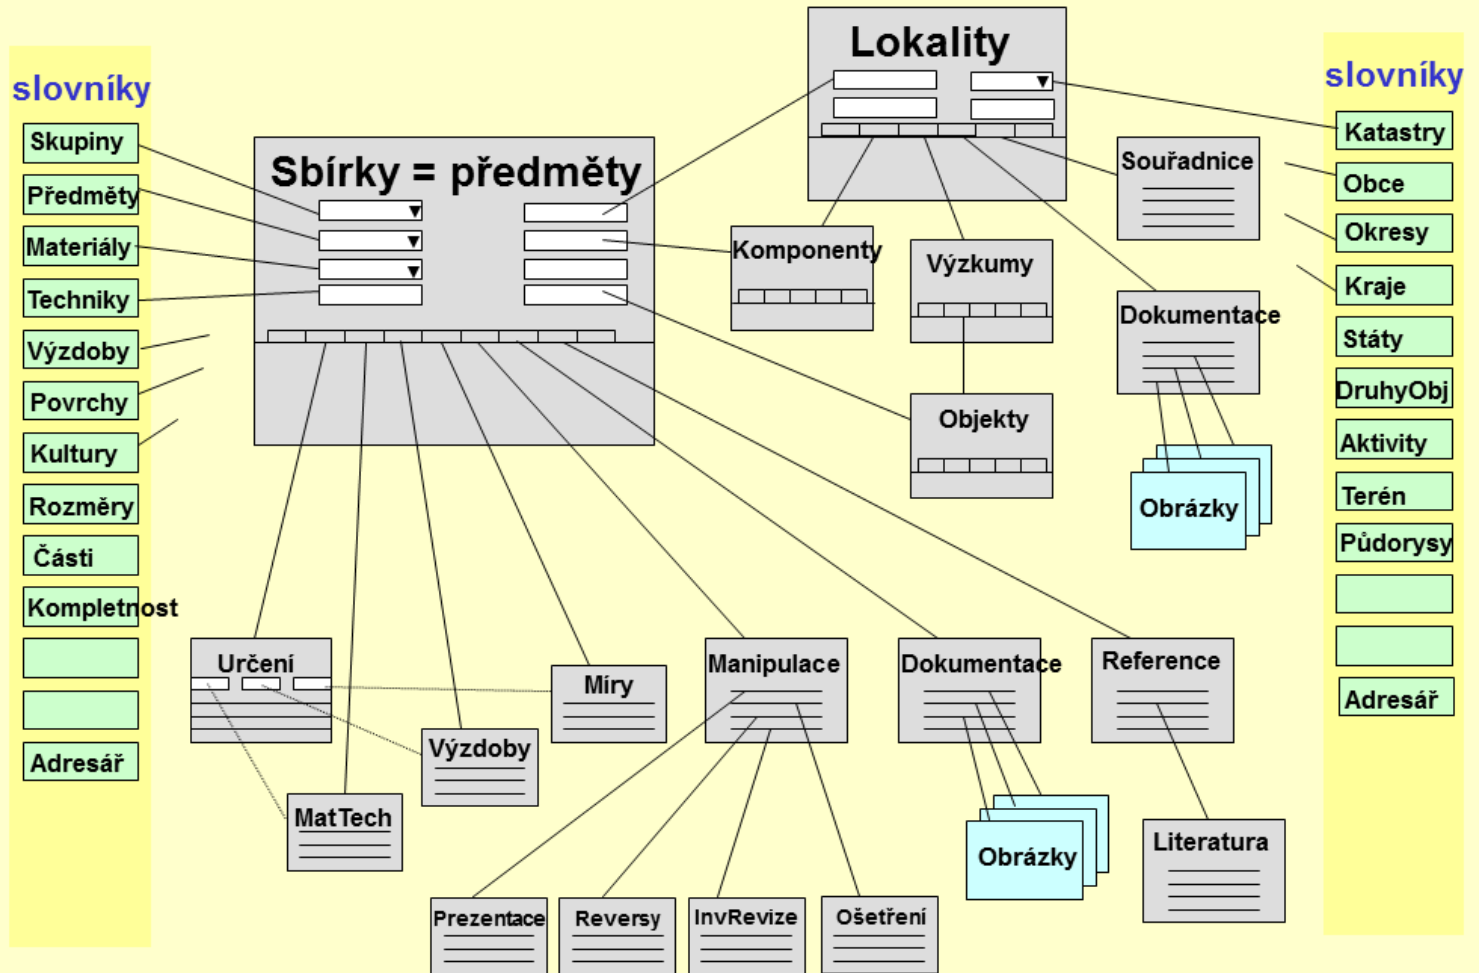 slovníky
Skupiny
Předměty
Materiály
Techniky
Výzdoby
Povrchy
Kultury
Rozměry
Části
Kompletnost
Adresář
Sbírky = předměty
Lokality
Komponenty
Výzkumy
Objekty
Souřadnice
Dokumentace
Obrázky
Určení
MatTech
Výzdoby
Míry
Manipulace
Dokumentace
Reference
Obrázky
Literatura
Prezentace
Reversy
InvRevize
Ošetření
slovníky
Katastry
Obce
Okresy
Kraje
Státy
DruhyObj
Aktivity
Terén
Půdorysy
Adresář